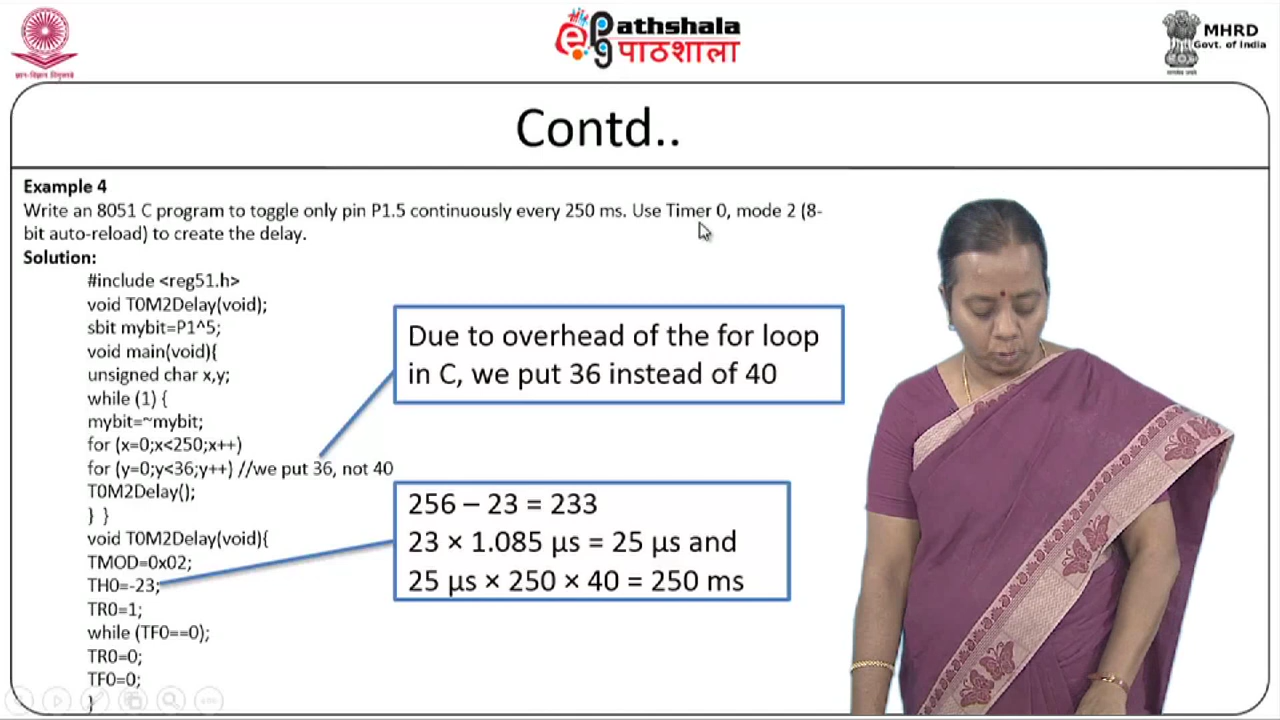 ePathshala
पाठशाला
MHRD
Govt. of India
Contd..
Example 4
Write an 8051 C program to toggle only pin P1.5 continuously every 250 ms. Use Timer 0, mode 2 (8-
bit auto-reload) to create the delay.
Solution:
#include <reg51.h>
void T0M2Delay(void);
sbit mybit=P1^5;
void main(void){
unsigned char x,y;
while (1) {
mybit=~mybit;
for (x=0;x<250;x++)
for (y=0;y<36;y++) //we put 36, not 40
T0M2Delay();
} }
void T0M2Delay(void){
TMOD=0x02;
TH0=-23;
TR0=1;
while (TF0==0);
TR0=0;
TF0=0;
}
Due to overhead of the for loop
in C, we put 36 instead of 40
256 – 23 = 233
23 × 1.085 µs = 25 µs and
25 µs × 250 × 40 = 250 ms